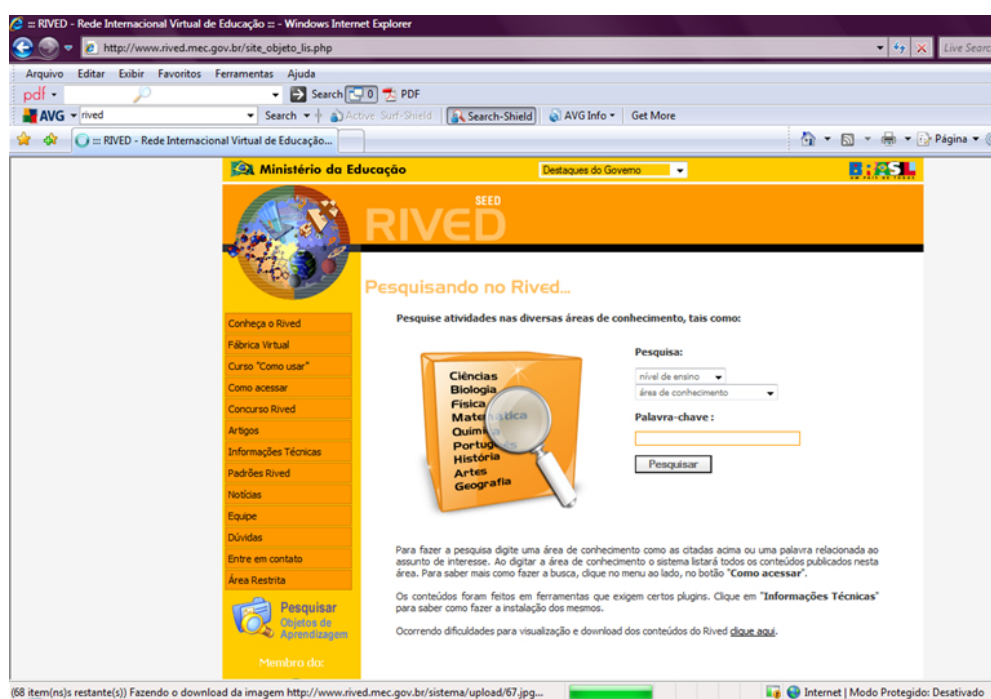 ::: RIVED - Rede Internacional Virtual de Educação ::: - Windows Internet Explorer
http://www.rived.mec.gov.br/site_objeto_lis.php
Live Searc
Arquivo Editar Exibir Favoritos Ferramentas Ajuda
pdf Search 0 PDF
AVG rived Search Active Surf-Shield Search-Shield AVG Info Get More
::: RIVED - Rede Internacional Virtual de Educação... Página
Ministério da Educação Destaques do Governo BRASIL
UM PAÍS DE TODOS
SEED
RIVED
Pesquisando no Rived...
Pesquise atividades nas diversas áreas de conhecimento, tais como:
Conheça o Rived
Fábrica Virtual
Curso "Como usar"
Como acessar
Concurso Rived
Artigos
Informações Técnicas
Padrões Rived
Notícias
Equipe
Dúvidas
Entre em contato
Área Restrita
Pesquisar
Objetos de
Aprendizagem
Membro do:
Ciências
Biologia
Física
Matemática
Química
Português
História
Artes
Geografia
Pesquisa:
nível de ensino
área de conhecimento
Palavra-chave :
Pesquisar
Para fazer a pesquisa digite uma área de conhecimento como as citadas acima ou uma palavra relacionada ao
assunto de interesse. Ao digitar a área de conhecimento o sistema listará todos os conteúdos publicados nesta
área. Para saber mais como fazer a busca, clique no menu ao lado, no botão "Como acessar".
Os conteúdos foram feitos em ferramentas que exigem certos plugins. Clique em "Informações Técnicas"
para saber como fazer a instalação dos mesmos.
Ocorrendo dificuldades para visualização e download dos conteúdos do Rived clique aqui.
(68 item(ns)s restante(s)) Fazendo o download da imagem http://www.rived.mec.gov.br/sistema/upload/67.jpg... Internet | Modo Protegido: Desativado